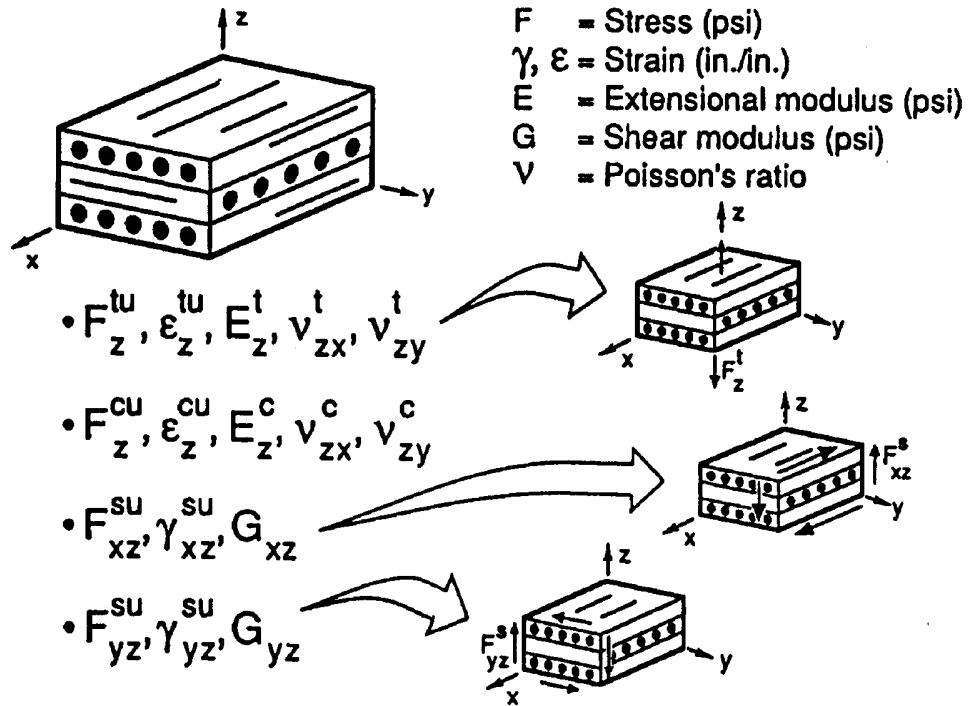 z
F = Stress (psi)
γ, ε = Strain (in./in.)
E = Extensional modulus (psi)
G = Shear modulus (psi)
ν = Poisson's ratio
y
x
• F_z^tu, ε_z^tu, E_z^t, ν_zx^t, ν_zy^t
z
y
x
F_z^t
• F_z^cu, ε_z^cu, E_z^c, ν_zx^c, ν_zy^c
z
F_xz^s
y
x
• F_xz^su, γ_xz^su, G_xz
• F_yz^su, γ_yz^su, G_yz
z
F_yz^s
y
x